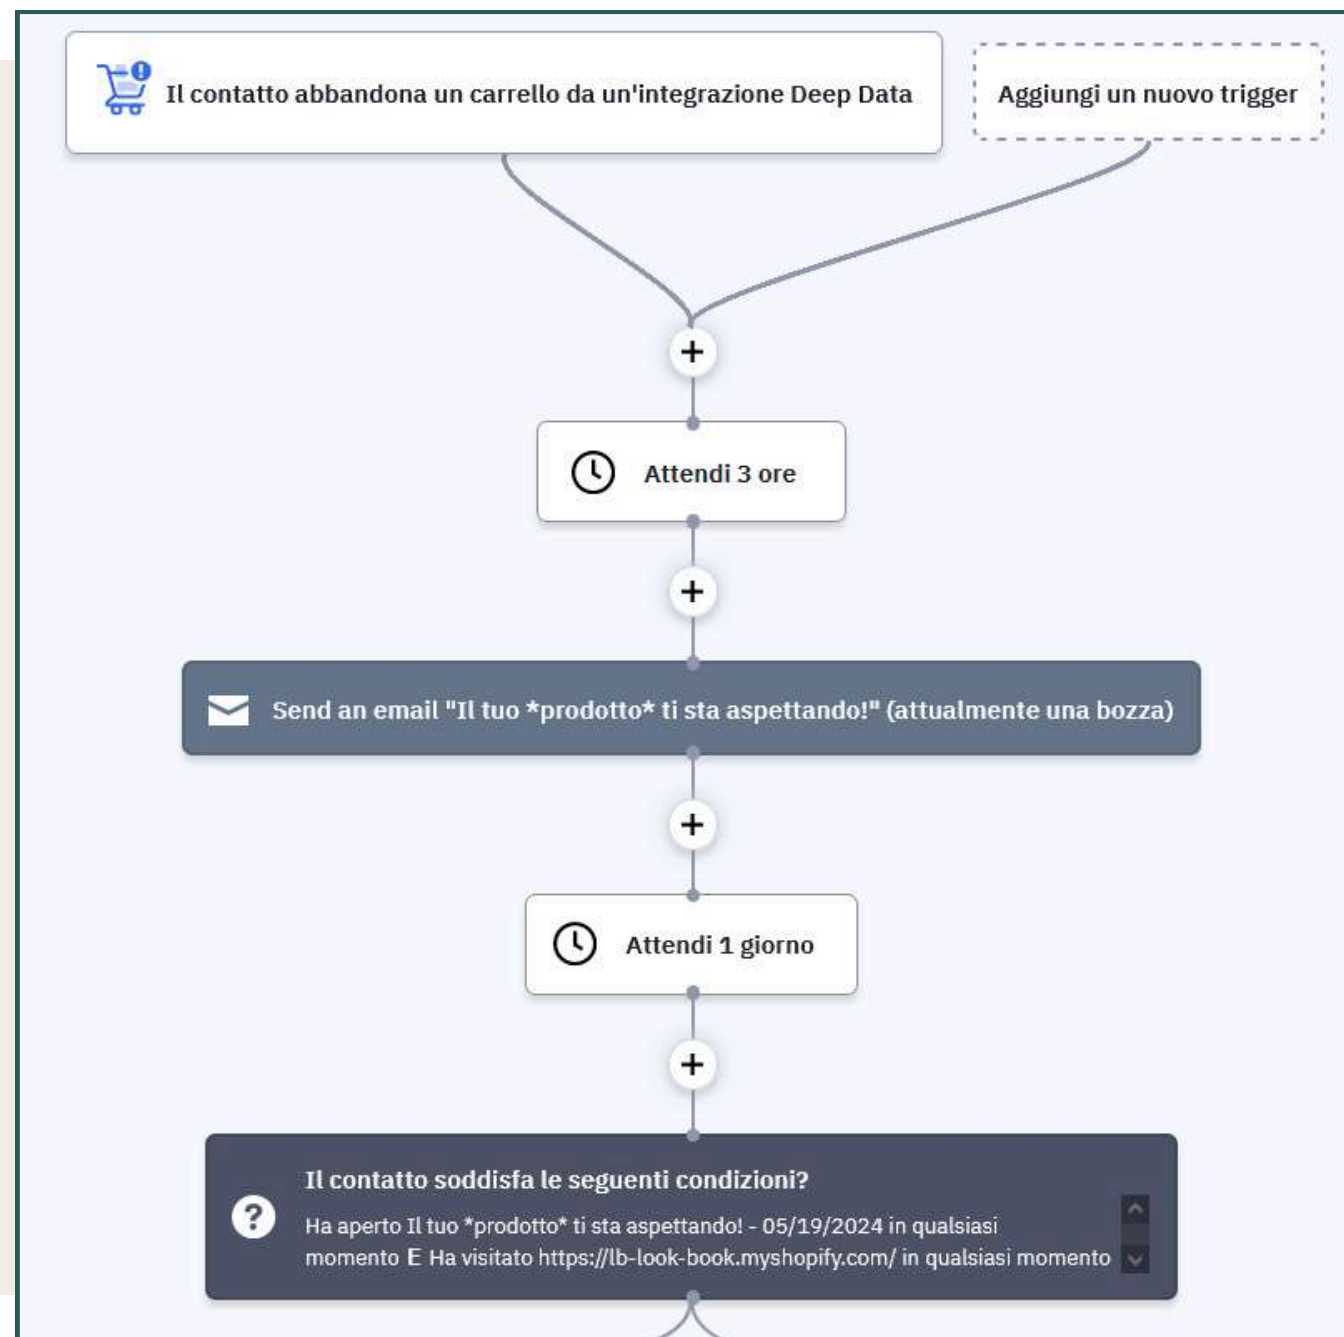 Il contatto abbandona un carrello da un'integrazione Deep Data
Aggiungi un nuovo trigger
Attendi 3 ore
Send an email "Il tuo *prodotto* ti sta aspettando!" (attualmente una bozza)
Attendi 1 giorno
Il contatto soddisfa le seguenti condizioni?
Ha aperto Il tuo *prodotto* ti sta aspettando! - 05/19/2024 in qualsiasi
momento E Ha visitato https://lb-look-book.myshopify.com/ in qualsiasi momento